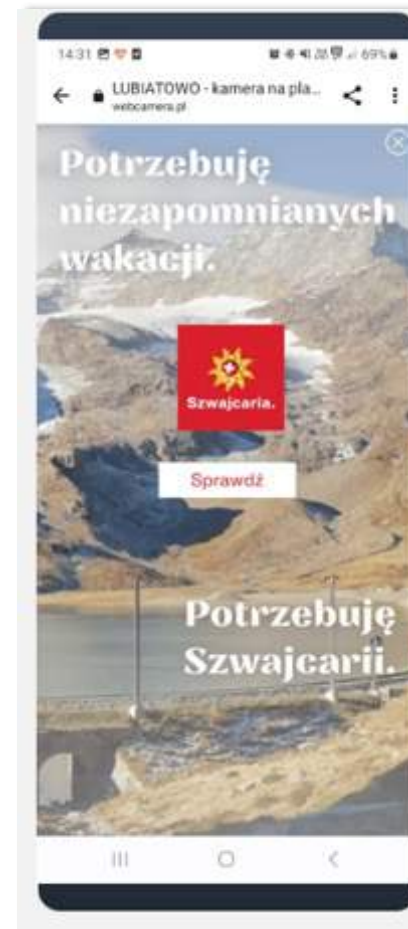 14:31 69%
LUBIATOWO - kamera na pla...
webcamera.pl
Potrzebuję
niezapomnianych
wakacji.
Szwajcaria.
Sprawdź
Potrzebuję
Szwajcarii.